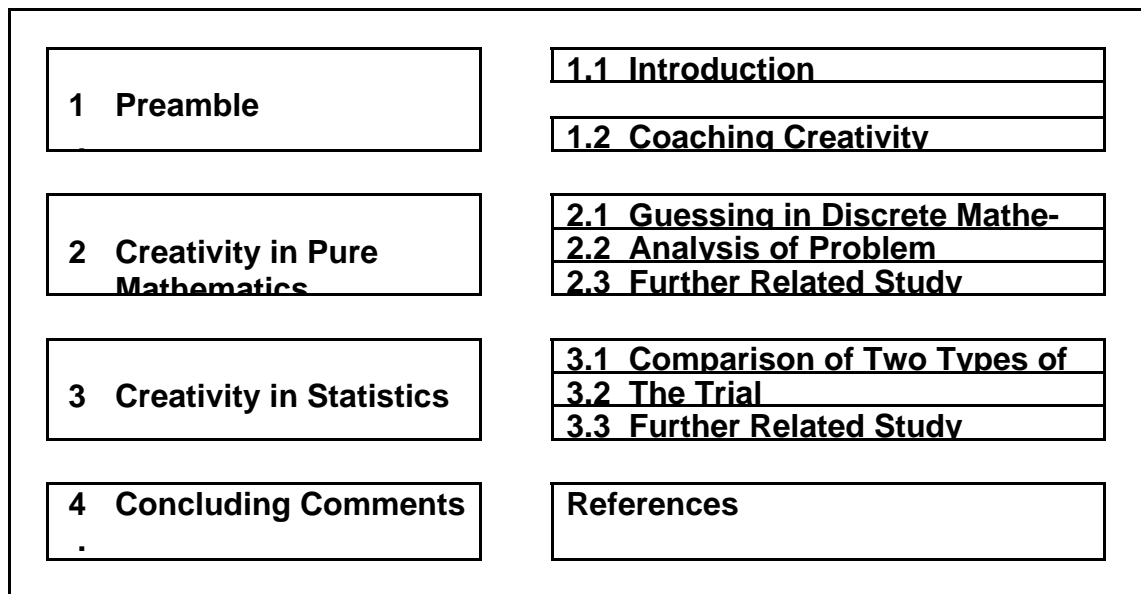 1 Preamble
.
1.1 Introduction
1.2 Coaching Creativity
2 Creativity in Pure
Mathematics
2.1 Guessing in Discrete Mathe-
2.2 Analysis of Problem
2.3 Further Related Study
3 Creativity in Statistics
3.1 Comparison of Two Types of
3.2 The Trial
3.3 Further Related Study
4 Concluding Comments
.
References